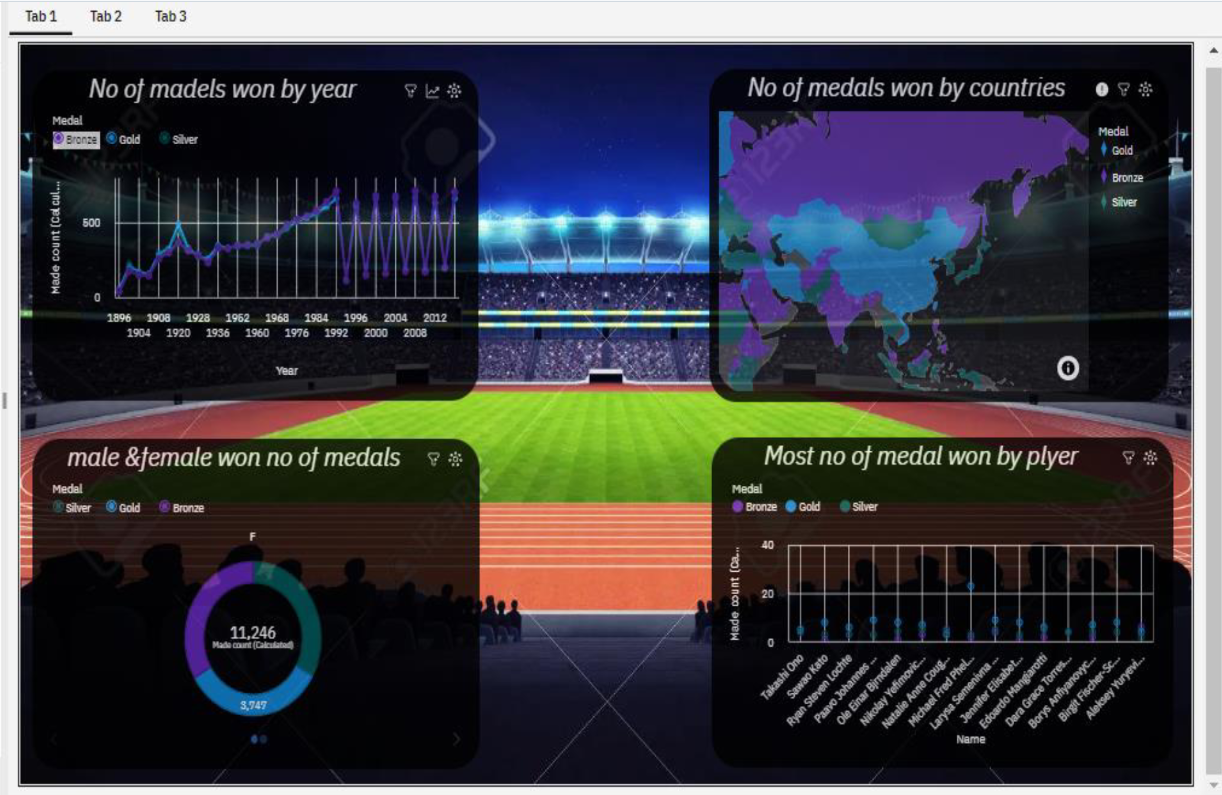 Tab 1 Tab 2 Tab 3
No of madels won by year
Medal
Bronze Gold Silver
Made count (Calcul...
500
0
1896 1908 1928 1952 1968 1984 1996 2004 2012
1904 1920 1936 1960 1976 1992 2000 2008
Year
No of medals won by countries
Medal
Gold
Bronze
Silver
male &female won no of medals
Medal
Silver Gold Bronze
F
11,246
Made count (Calculated)
3,747
Most no of medal won by plyer
Medal
Bronze Gold Silver
Made count (Ca...
40
20
0
Takashi Ono
Sawao Kato
Ryan Steven Lochte
Paavo Johannes ...
Ole Einar Bjrndalen
Nikolay Yefimovic...
Natalie Anne Coug...
Michael Fred Phel...
Larysa Semenivna ...
Jennifer Elisabet...
Edoardo Mangiarotti
Dara Grace Torres...
Borys Anfiyanovyc...
Birgit Fischer-Sc...
Aleksey Yuryevi...
Name
123RF